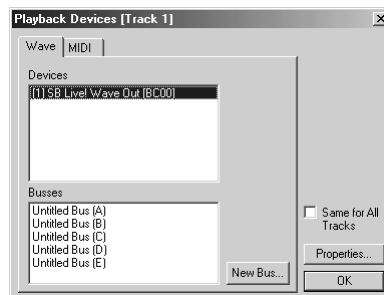 Playback Devices [Track 1]
Wave MIDI
Devices
(1) SB Live! Wave Out (BC00)
Busses
Untitled Bus (A)
Untitled Bus (B)
Untitled Bus (C)
Untitled Bus (D)
Untitled Bus (E)
New Bus...
Same for All
Tracks
Properties...
OK